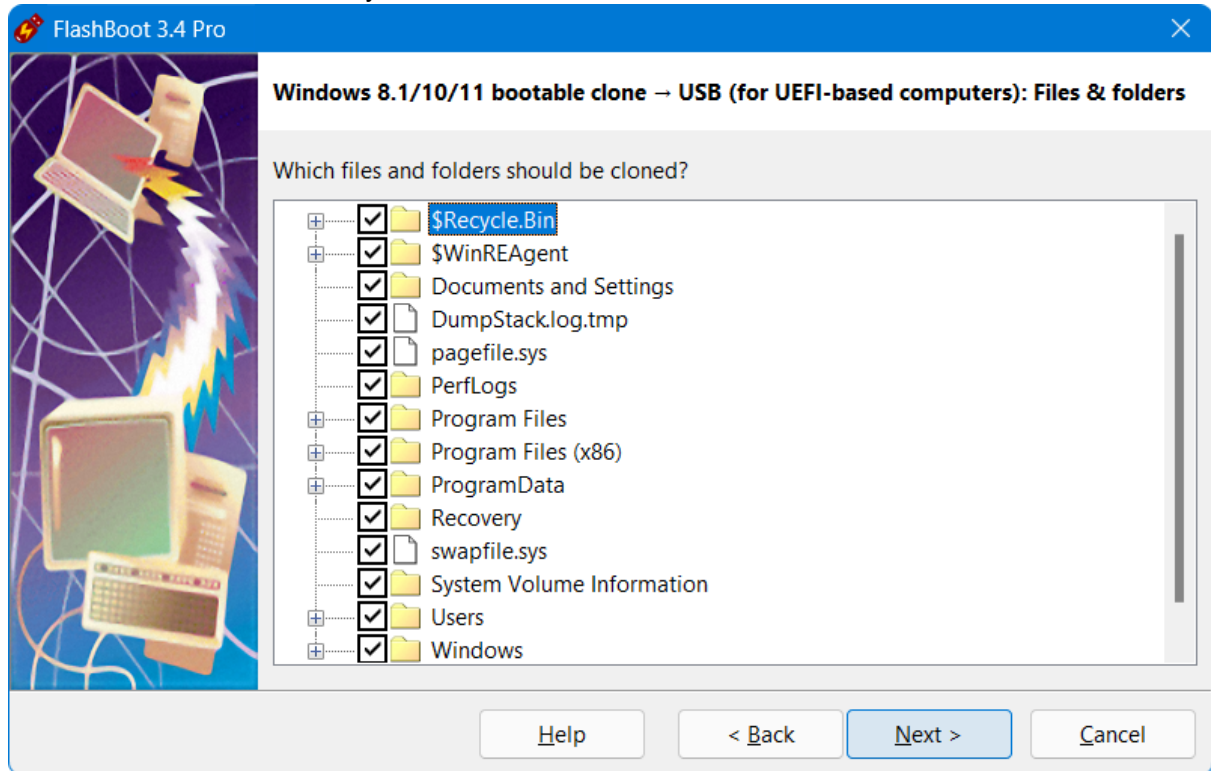 FlashBoot 3.4 Pro
Windows 8.1/10/11 bootable clone → USB (for UEFI-based computers): Files & folders
Which files and folders should be cloned?
$Recycle.Bin
$WinREAgent
Documents and Settings
DumpStack.log.tmp
pagefile.sys
PerfLogs
Program Files
Program Files (x86)
ProgramData
Recovery
swapfile.sys
System Volume Information
Users
Windows
Help
< Back
Next >
Cancel